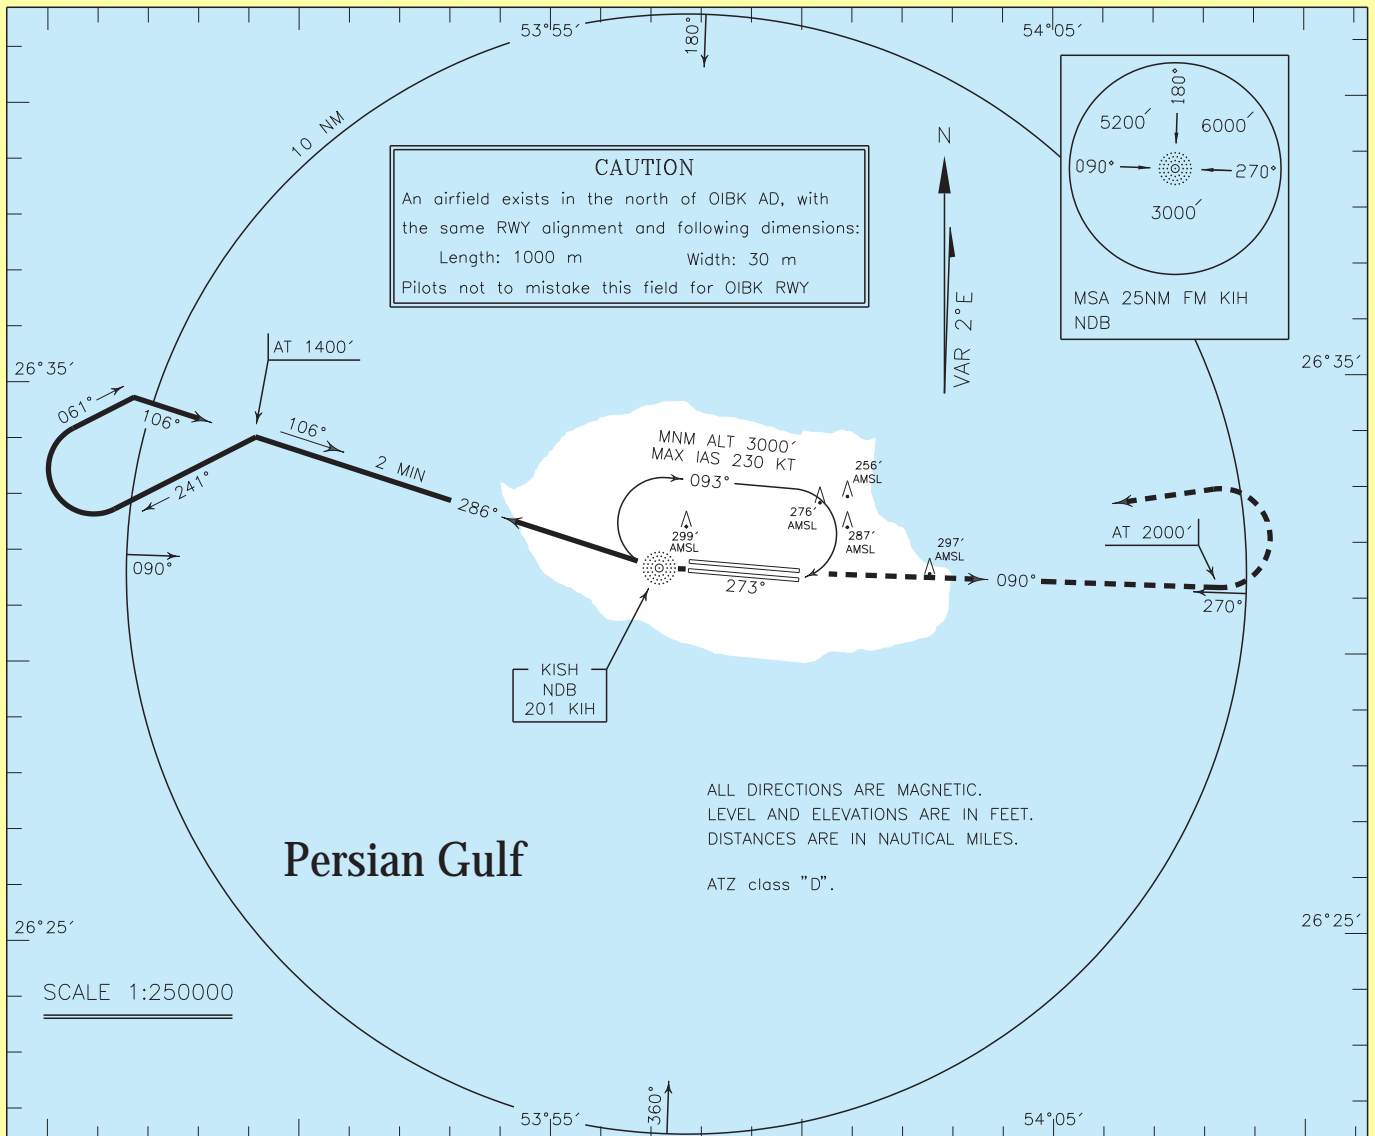 53°55′
180°
54°05′
10 NM
180°
5200′
6000′
090°
270°
3000′
MSA 25NM FM KIH
NDB
N
VAR 2°E
CAUTION
An airfield exists in the north of OIBK AD, with
the same RWY alignment and following dimensions:
Length: 1000 m Width: 30 m
Pilots not to mistake this field for OIBK RWY
26°35′
26°35′
AT 1400′
061°
106°
106°
2 MIN
241°
286°
090°
MNM ALT 3000′
MAX IAS 230 KT
093°
256′
AMSL
276′
AMSL
299′
AMSL
287′
AMSL
297′
AMSL
273°
090°
AT 2000′
270°
KISH
NDB
201 KIH
ALL DIRECTIONS ARE MAGNETIC.
LEVEL AND ELEVATIONS ARE IN FEET.
DISTANCES ARE IN NAUTICAL MILES.
ATZ class "D".
Persian Gulf
26°25′
26°25′
SCALE 1:250000
53°55′
360°
54°05′